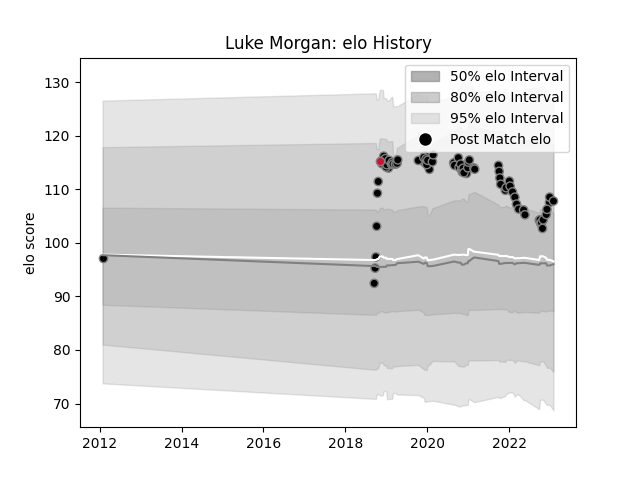 Luke Morgan: elo History
50% elo Interval
80% elo Interval
95% elo Interval
Post Match elo
elo score
130
120
110
100
90
80
70
2012
2014
2016
2018
2020
2022